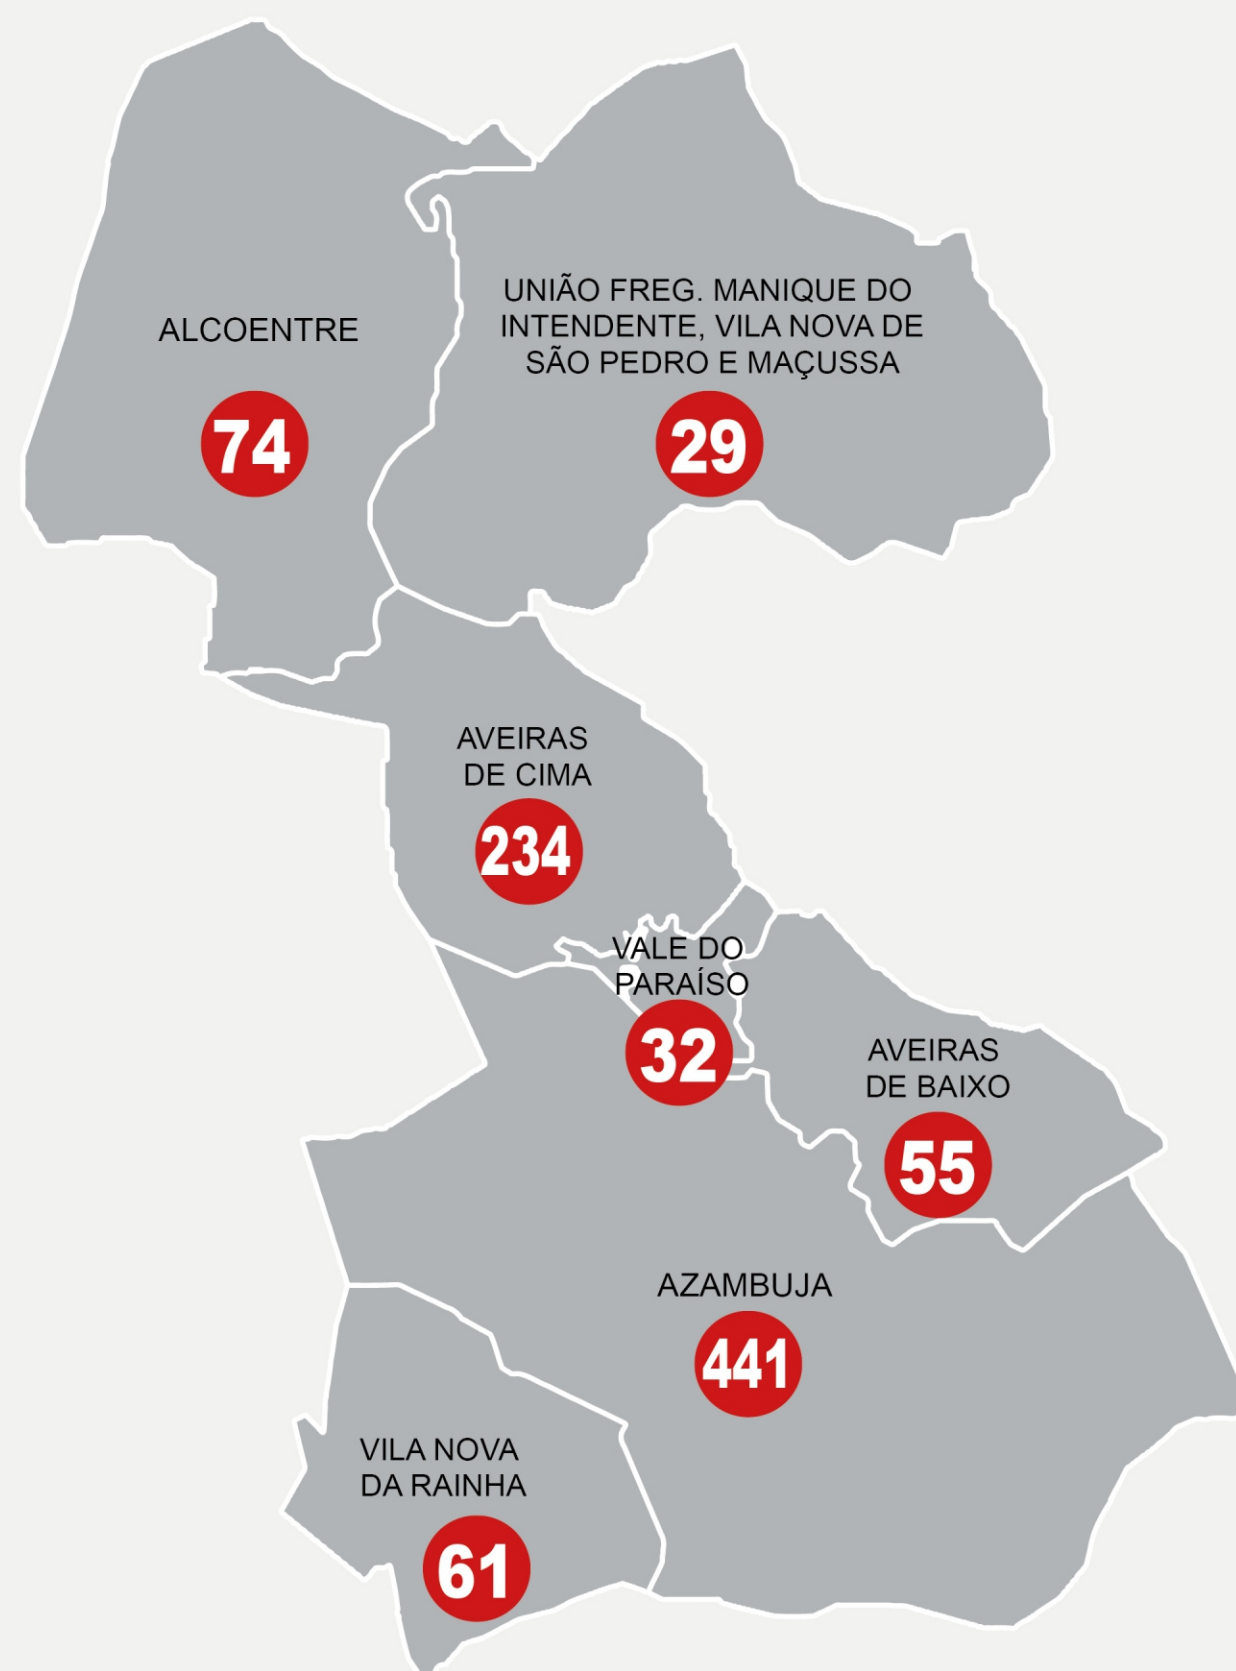 ALCOENTRE
74
UNIÃO FREG. MANIQUE DO
INTENDENTE, VILA NOVA DE
SÃO PEDRO E MAÇUSSA
29
AVEIRAS
DE CIMA
234
VALE DO
PARAÍSO
32
AVEIRAS
DE BAIXO
55
AZAMBUJA
441
VILA NOVA
DA RAINHA
61